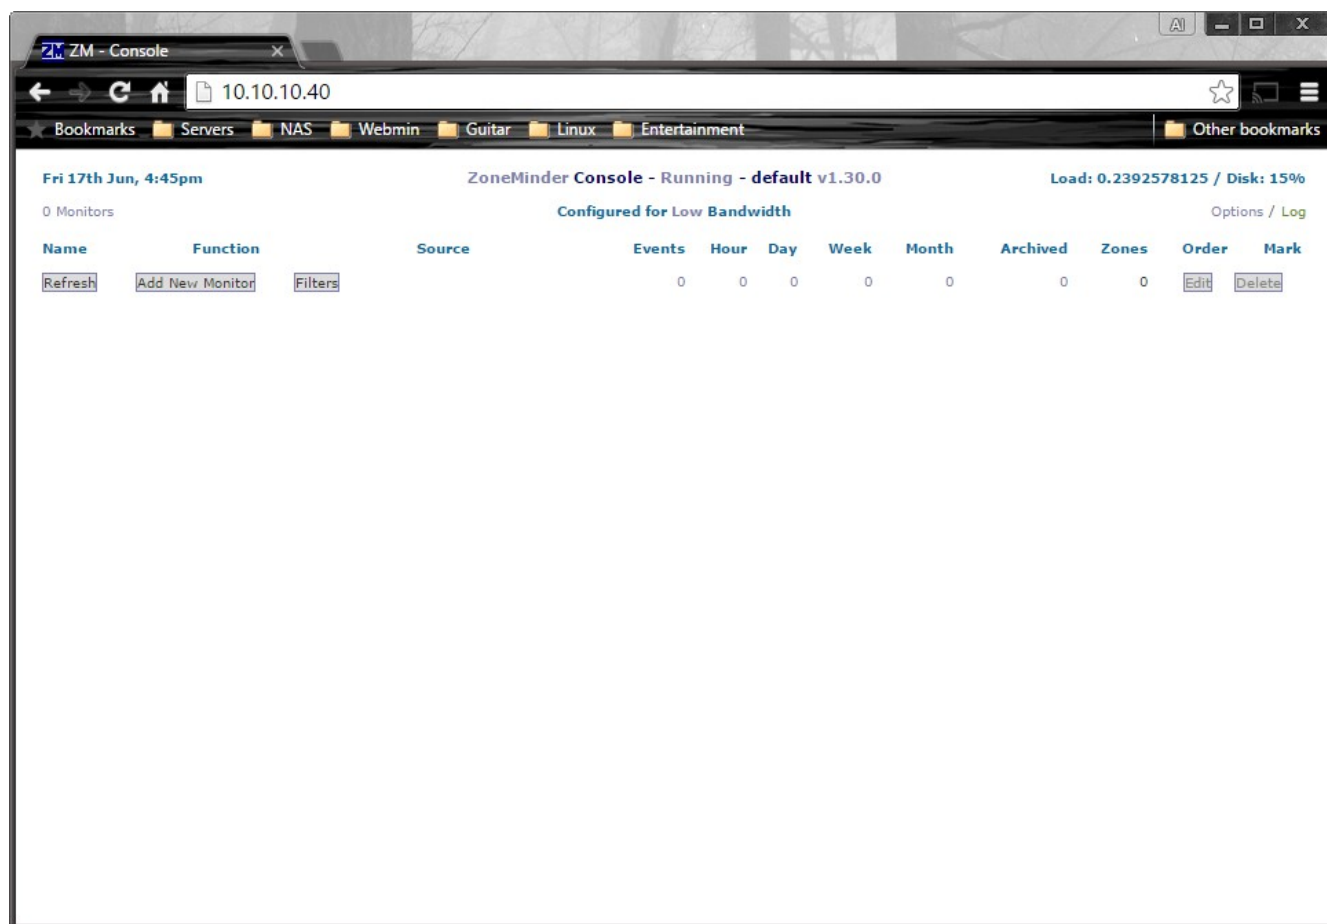 AI
ZM ZM - Console
10.10.10.40
Bookmarks Servers NAS Webmin Guitar Linux Entertainment Other bookmarks
Fri 17th Jun, 4:45pm ZoneMinder Console - Running - default v1.30.0 Load: 0.2392578125 / Disk: 15%
0 Monitors Configured for Low Bandwidth Options / Log
Name Function Source Events Hour Day Week Month Archived Zones Order Mark
Refresh Add New Monitor Filters 0 0 0 0 0 0 0 Edit Delete